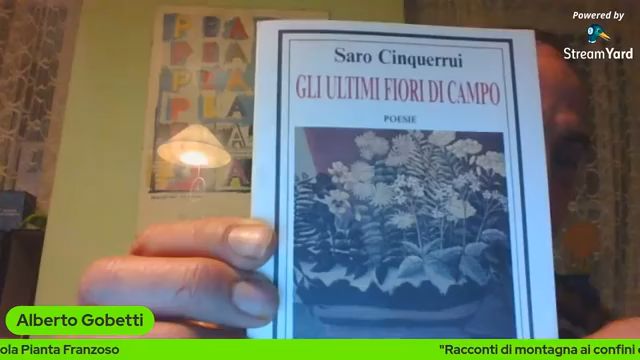 Powered by
StreamYard
Saro Cinquerrui
GLI ULTIMI FIORI DI CAMPO
POESIE
Alberto Gobetti
ola Pianta Franzoso
"Racconti di montagna ai confini